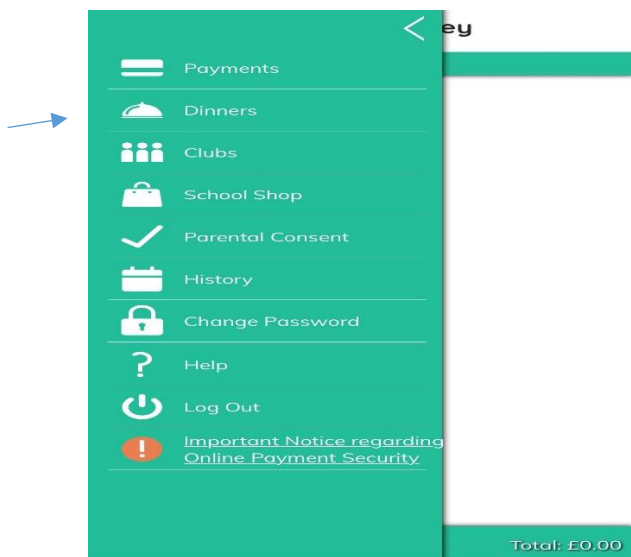 ey
Payments
Dinners
Clubs
School Shop
Parental Consent
History
Change Password
? Help
Log Out
! Important Notice regarding
Online Payment Security
Total: £0.00